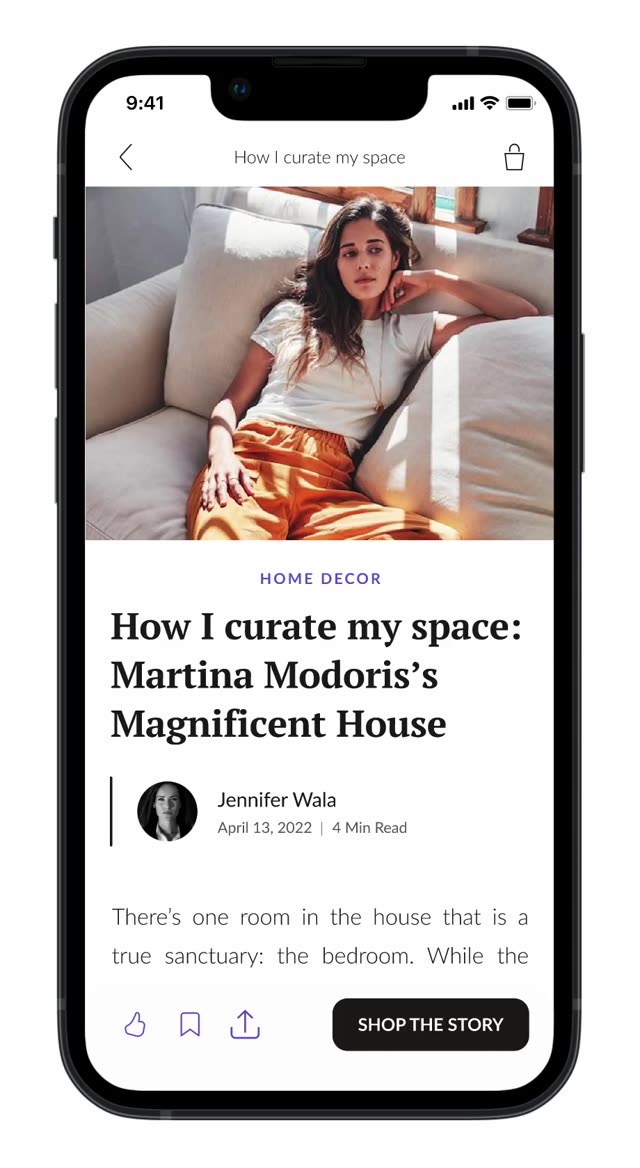 9:41
How I curate my space
HOME DECOR
How I curate my space:
Martina Modoris’s
Magnificent House
Jennifer Wala
April 13, 2022 | 4 Min Read
There’s one room in the house that is a
true sanctuary: the bedroom. While the
SHOP THE STORY